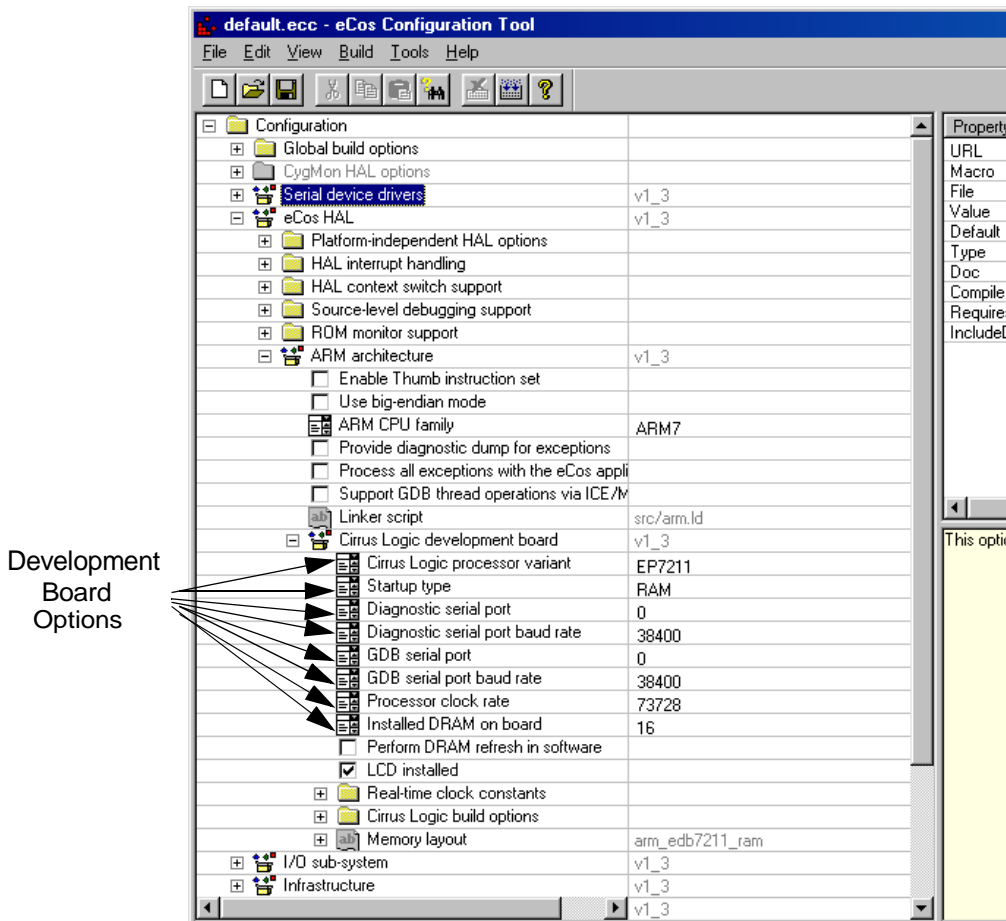 default.ecc - eCos Configuration Tool
File Edit View Build Tools Help
Configuration
Global build options
CygMon HAL options
Serial device drivers v1_3
eCos HAL v1_3
Platform-independent HAL options
HAL interrupt handling
HAL context switch support
Source-level debugging support
ROM monitor support
ARM architecture v1_3
Enable Thumb instruction set
Use big-endian mode
ARM CPU family ARM7
Provide diagnostic dump for exceptions
Process all exceptions with the eCos appli
Support GDB thread operations via ICE/M
Linker script src/arm.ld
Cirrus Logic development board v1_3
Cirrus Logic processor variant EP7211
Startup type RAM
Diagnostic serial port 0
Diagnostic serial port baud rate 38400
GDB serial port 0
GDB serial port baud rate 38400
Processor clock rate 73728
Installed DRAM on board 16
Perform DRAM refresh in software
LCD installed
Real-time clock constants
Cirrus Logic build options
Memory layout arm_edb7211_ram
I/O sub-system v1_3
Infrastructure v1_3
v1_3
Property
URL
Macro
File
Value
Default
Type
Doc
Compile
Requires
IncludeD
This optio
Development
Board
Options